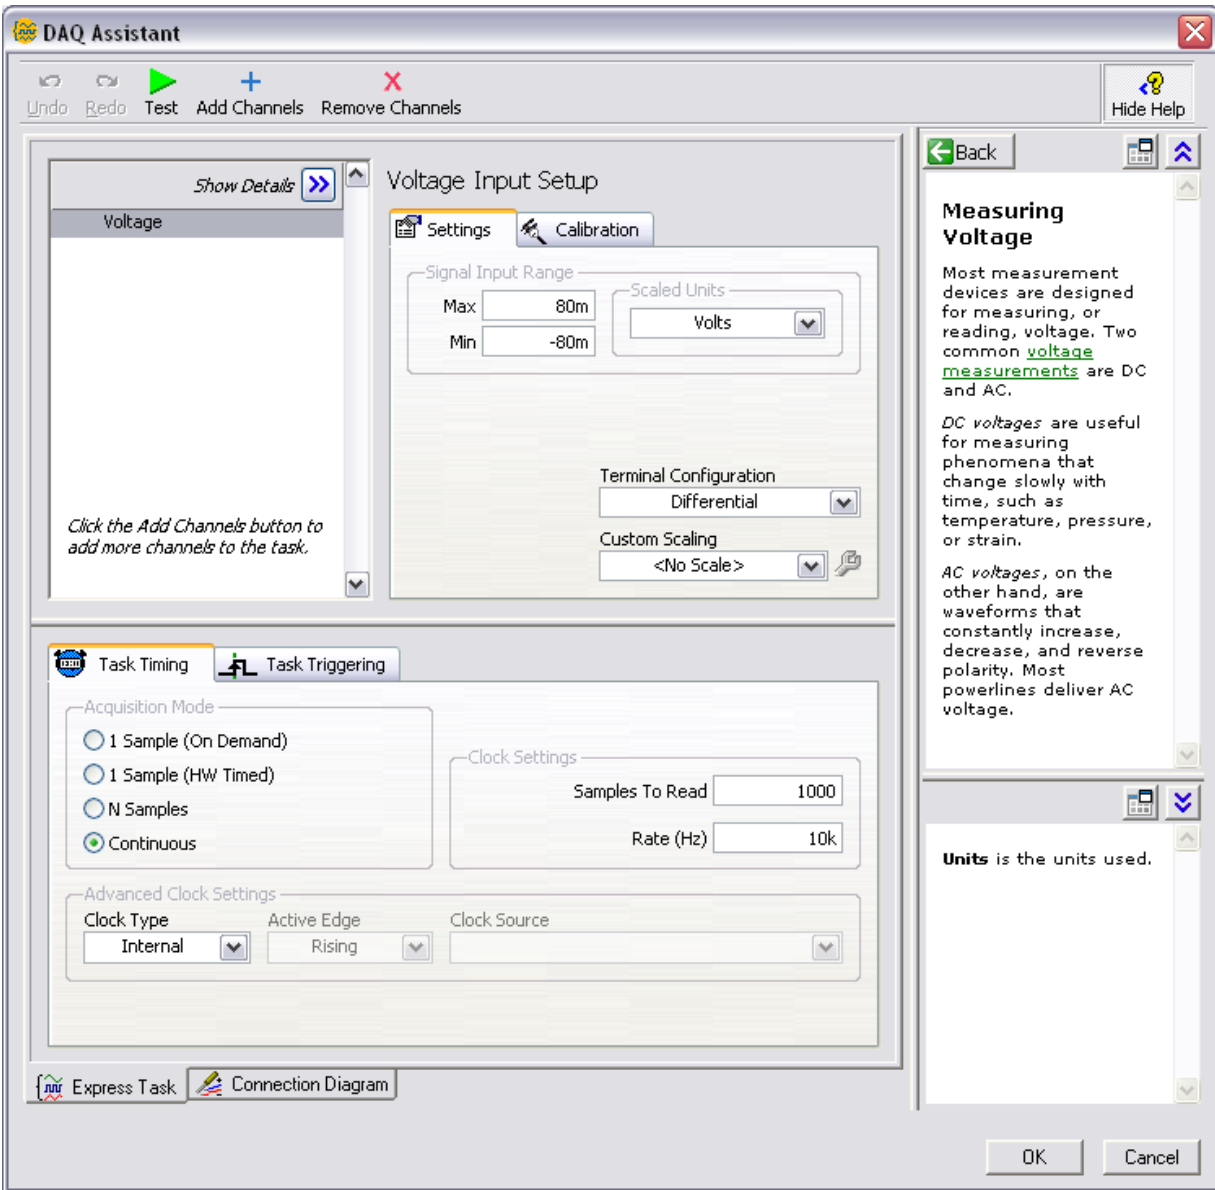 DAQ Assistant
Undo Redo Test Add Channels Remove Channels Hide Help
Show Details
Voltage
Click the Add Channels button to
add more channels to the task.
Voltage Input Setup
Settings Calibration
Signal Input Range
Max 80m
Min -80m
Scaled Units
Volts
Terminal Configuration
Differential
Custom Scaling
<No Scale>
Task Timing Task Triggering
Acquisition Mode
1 Sample (On Demand)
1 Sample (HW Timed)
N Samples
Continuous
Clock Settings
Samples To Read 1000
Rate (Hz) 10k
Advanced Clock Settings
Clock Type Active Edge Clock Source
Internal Rising
Express Task Connection Diagram
Back
Measuring
Voltage
Most measurement
devices are designed
for measuring, or
reading, voltage. Two
common voltage
measurements are DC
and AC.
DC voltages are useful
for measuring
phenomena that
change slowly with
time, such as
temperature, pressure,
or strain.
AC voltages, on the
other hand, are
waveforms that
constantly increase,
decrease, and reverse
polarity. Most
powerlines deliver AC
voltage.
Units is the units used.
OK Cancel